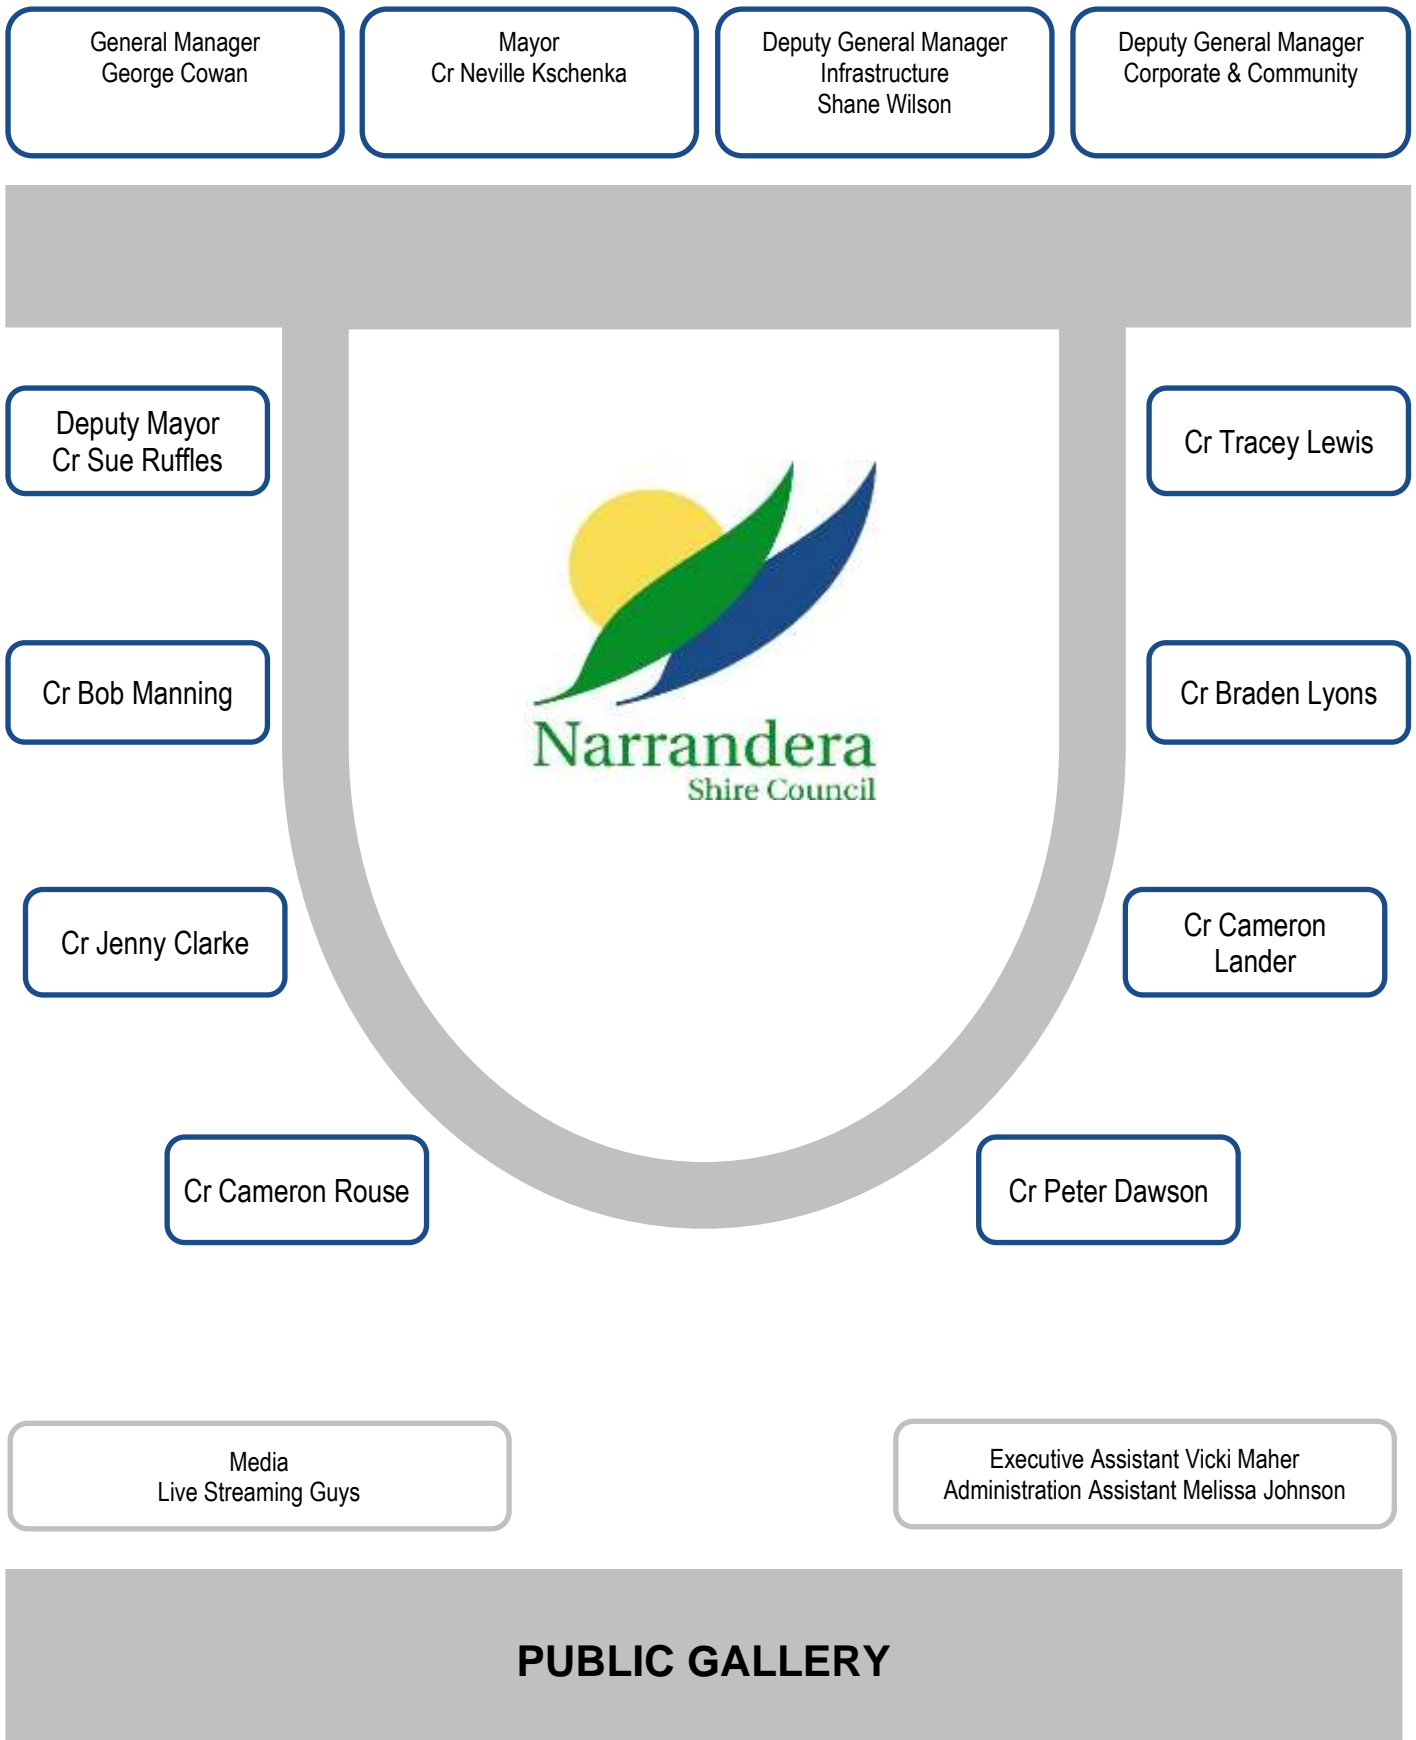 General Manager
George Cowan
Mayor
Cr Neville Kschenka
Deputy General Manager
Infrastructure
Shane Wilson
Deputy General Manager
Corporate & Community
Deputy Mayor
Cr Sue Ruffles
Cr Tracey Lewis
Cr Bob Manning
Cr Braden Lyons
Narrandera
Shire Council
Cr Jenny Clarke
Cr Cameron
Lander
Cr Cameron Rouse
Cr Peter Dawson
Media
Live Streaming Guys
Executive Assistant Vicki Maher
Administration Assistant Melissa Johnson
PUBLIC GALLERY